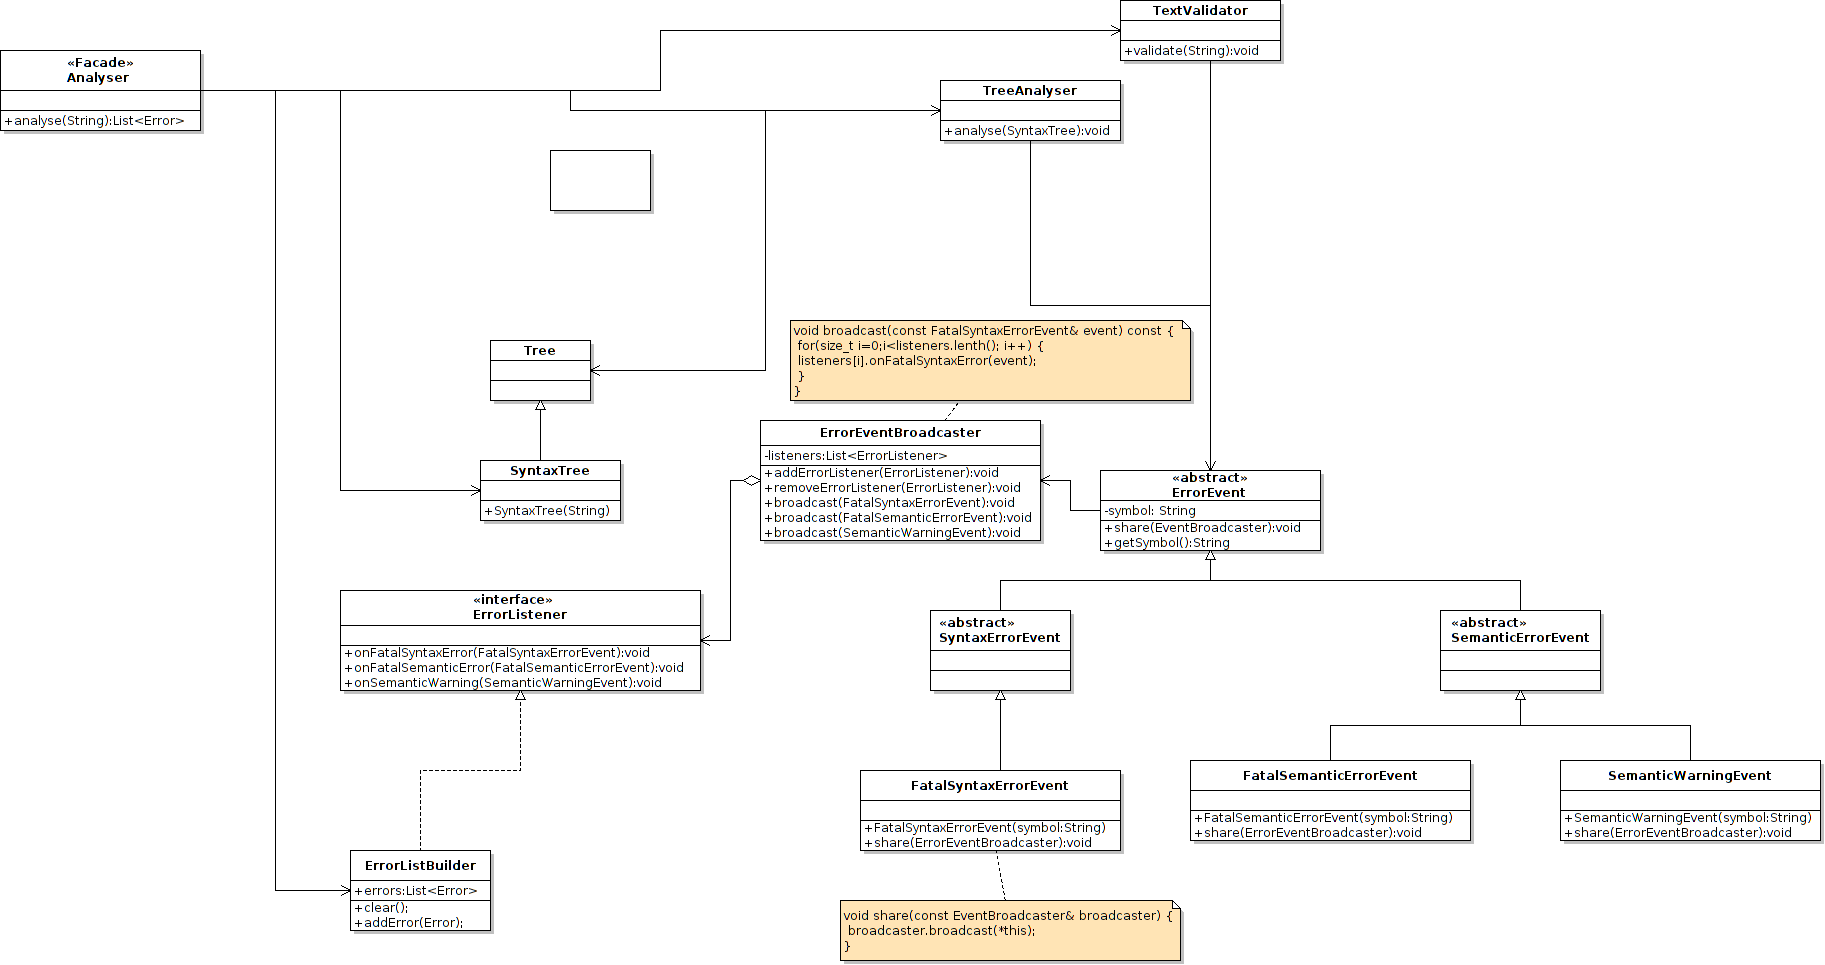 TextValidator
+validate(String):void
«Facade»
Analyser
+analyse(String):List<Error>
TreeAnalyser
+analyse(SyntaxTree):void
void broadcast(const FatalSyntaxErrorEvent& event) const {
for(size_t i=0;i<listeners.lenth(); i++) {
listeners[i].onFatalSyntaxError(event);
}
}
Tree
SyntaxTree
+SyntaxTree(String)
ErrorEventBroadcaster
-listeners:List<ErrorListener>
+addErrorListener(ErrorListener):void
+removeErrorListener(ErrorListener):void
+broadcast(FatalSyntaxErrorEvent):void
+broadcast(FatalSemanticErrorEvent):void
+broadcast(SemanticWarningEvent):void
«abstract»
ErrorEvent
-symbol: String
+share(EventBroadcaster):void
+getSymbol():String
«interface»
ErrorListener
+onFatalSyntaxError(FatalSyntaxErrorEvent):void
+onFatalSemanticError(FatalSemanticErrorEvent):void
+onSemanticWarning(SemanticWarningEvent):void
«abstract»
SyntaxErrorEvent
«abstract»
SemanticErrorEvent
FatalSyntaxErrorEvent
+FatalSyntaxErrorEvent(symbol:String)
+share(ErrorEventBroadcaster):void
FatalSemanticErrorEvent
+FatalSemanticErrorEvent(symbol:String)
+share(ErrorEventBroadcaster):void
SemanticWarningEvent
+SemanticWarningEvent(symbol:String)
+share(ErrorEventBroadcaster):void
ErrorListBuilder
+errors:List<Error>
+clear();
+addError(Error);
void share(const EventBroadcaster& broadcaster) {
broadcaster.broadcast(*this);
}